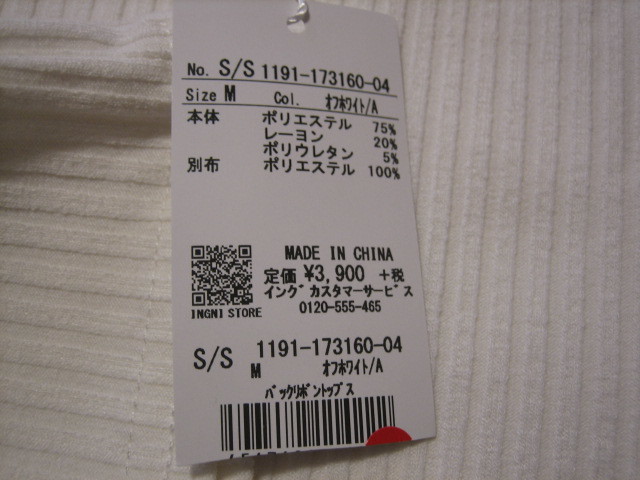 No. S/S 1191-173160-04
Size M Col. オフホワイト/A
本体 ポリエステル 75%
レーヨン 20%
ポリウレタン 5%
別布 ポリエステル 100%
MADE IN CHINA
定価 ¥3,900 +税
イング カスタマーサービス
0120-555-465
INGNI STORE
S/S 1191-173160-04
M オフホワイト/A
バックリボントップス